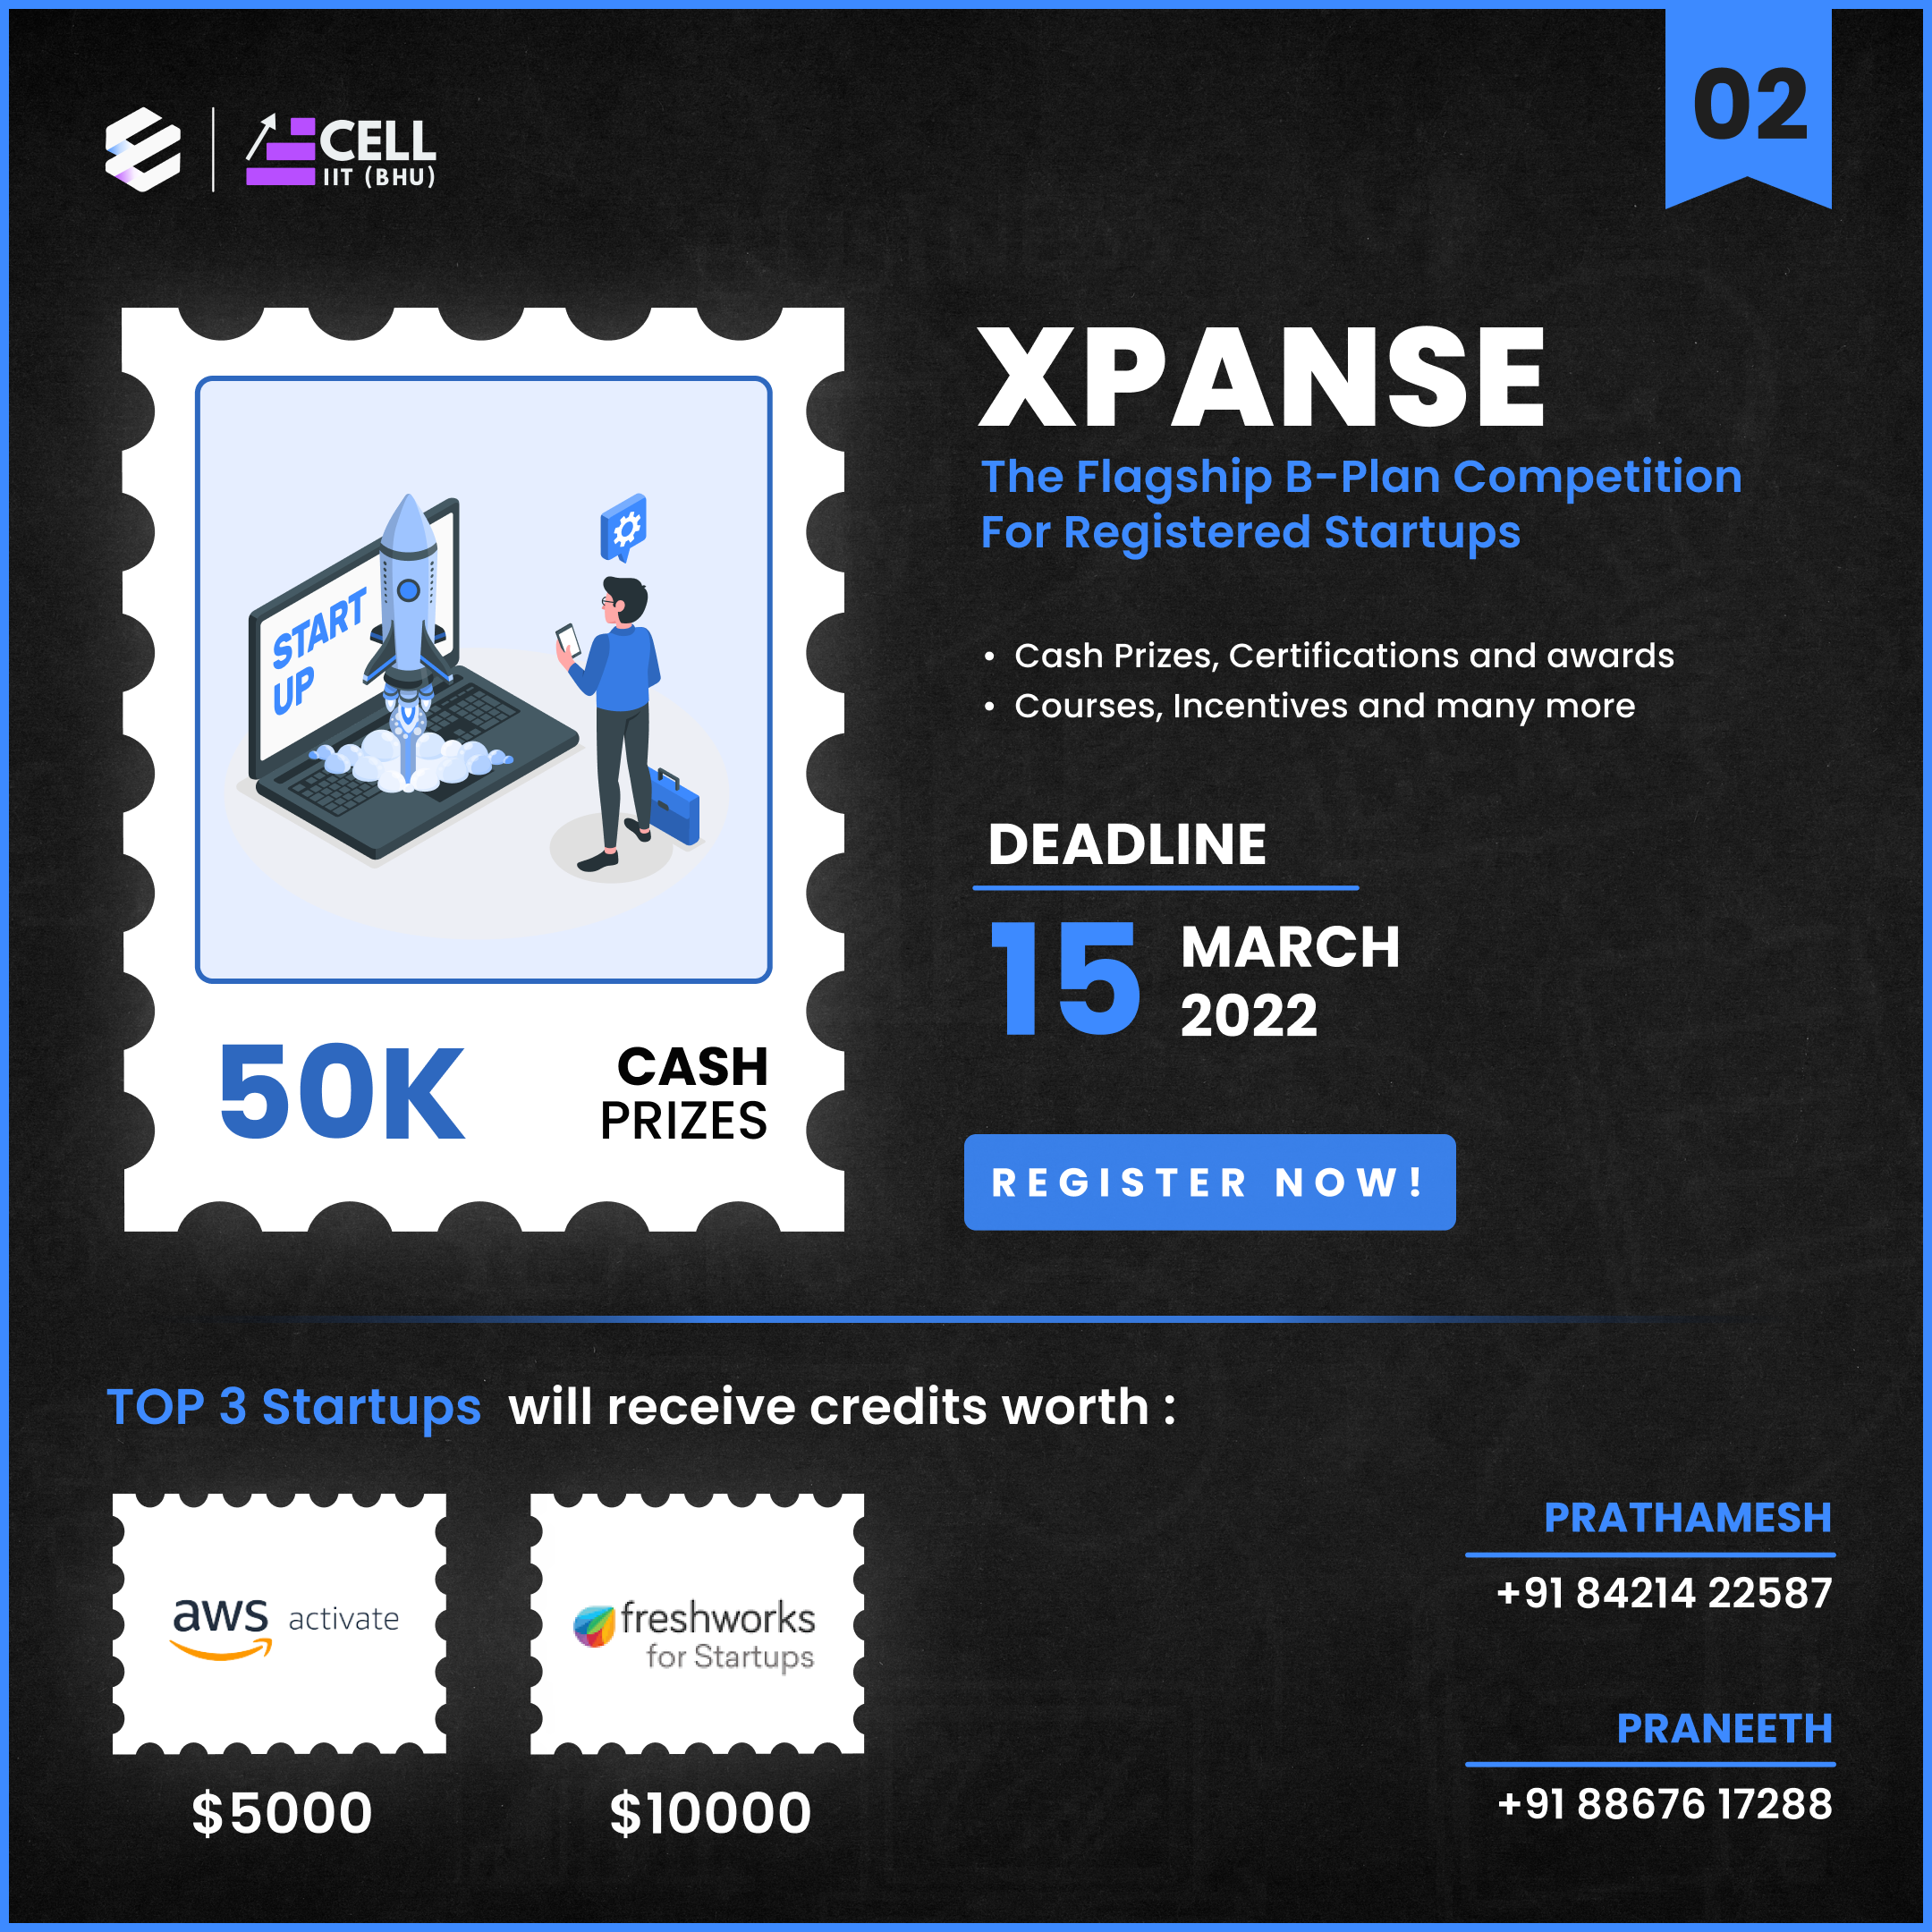 CELL
IIT (BHU)
02
START
UP
50K
CASH
PRIZES
XPANSE
The Flagship B-Plan Competition
For Registered Startups
• Cash Prizes, Certifications and awards
• Courses, Incentives and many more
DEADLINE
15
MARCH
2022
REGISTER NOW!
TOP 3 Startups will receive credits worth :
aws activate
$5000
freshworks
for Startups
$10000
PRATHAMESH
+91 84214 22587
PRANEETH
+91 88676 17288